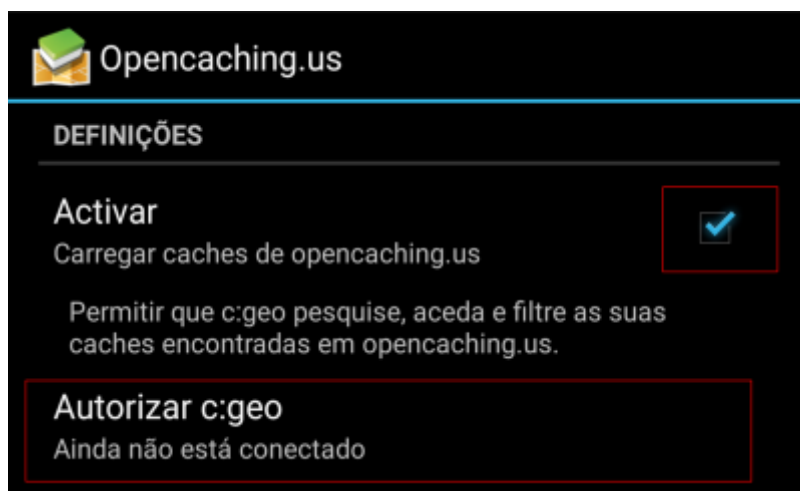 Opencaching.us
DEFINIÇÕES
Activar
Carregar caches de opencaching.us
Permitir que c:geo pesquise, aceda e filtre as suas
caches encontradas em opencaching.us.
Autorizar c:geo
Ainda não está conectado